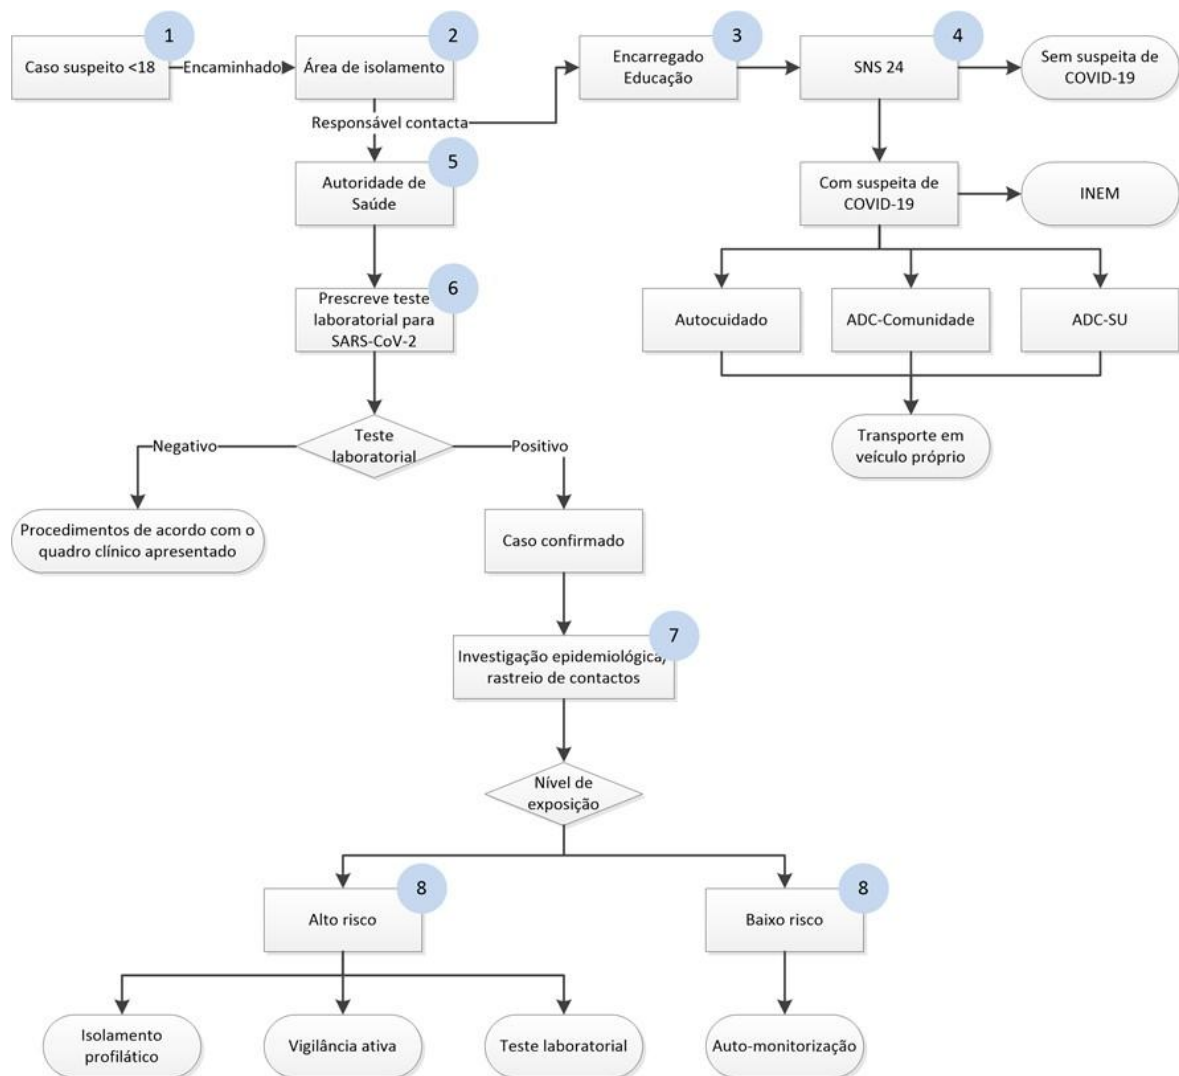 1
Caso suspeito <18
Encaminhado
2
Área de isolamento
3
Encarregado
Educação
4
SNS 24
Sem suspeita de
COVID-19
Responsável contacta
5
Autoridade de
Saúde
Com suspeita de
COVID-19
INEM
6
Prescreve teste
laboratorial para
SARS-CoV-2
Autocuidado
ADC-Comunidade
ADC-SU
Transporte em
veículo próprio
Teste
laboratorial
Negativo
Positivo
Procedimentos de acordo com o
quadro clínico apresentado
Caso confirmado
7
Investigação epidemiológica/
rastreio de contactos
Nível de
exposição
8
Alto risco
8
Baixo risco
Isolamento
profilático
Vigilância ativa
Teste laboratorial
Auto-monitorização